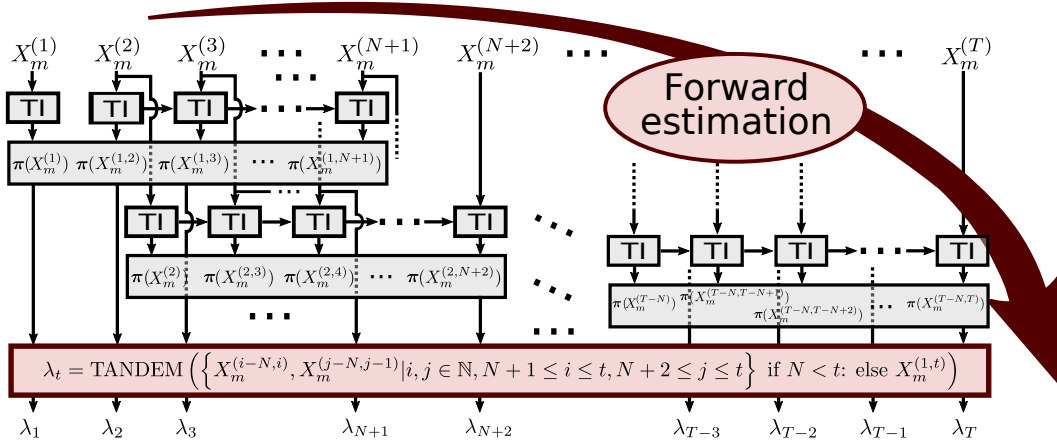 X_m^{(1)} X_m^{(2)} X_m^{(3)} ... X_m^{(N+1)} X_m^{(N+2)} ... ... X_m^{(T)}
Forward
estimation
TI TI TI ... TI
π(X_m^{(1)}) π(X_m^{(1,2)}) π(X_m^{(1,3)}) ... π(X_m^{(1,N+1)})
TI TI TI ... TI
π(X_m^{(2)}) π(X_m^{(2,3)}) π(X_m^{(2,4)}) ... π(X_m^{(2,N+2)})
TI TI TI ... TI
π(X_m^{(T−N)}) π(X_m^{(T−N,T−N+1)}) π(X_m^{(T−N,T−N+2)}) .. π(X_m^{(T−N,T)})
λ_t = TANDEM ( { X_m^{(i−N,i)}, X_m^{(j−N,j−1)} | i, j ∈ ℕ, N + 1 ≤ i ≤ t, N + 2 ≤ j ≤ t } if N < t: else X_m^{(1,t)} )
λ_1 λ_2 λ_3 λ_{N+1} λ_{N+2} λ_{T−3} λ_{T−2} λ_{T−1} λ_T